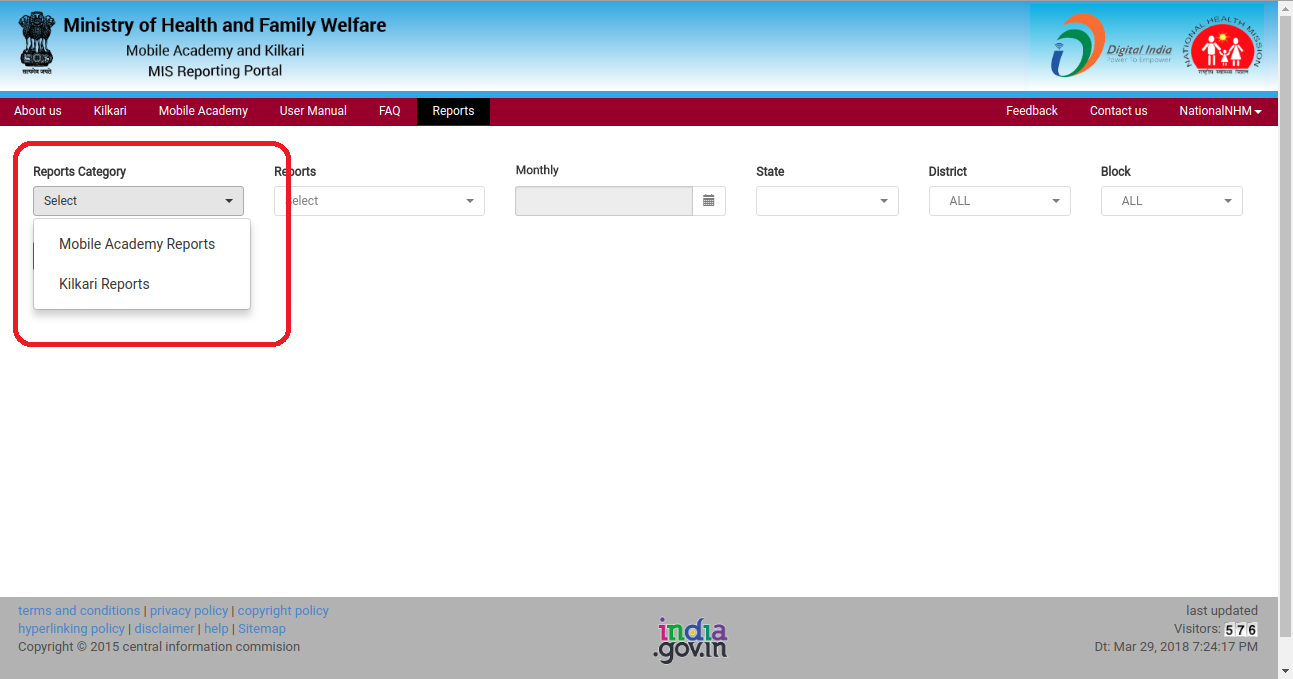 Ministry of Health and Family Welfare
Mobile Academy and Kilkari
MIS Reporting Portal
सत्यमेव जयते
Digital India
Power To Empower
NATIONAL HEALTH MISSION
राष्ट्रीय स्वास्थ्य मिशन
About us Kilkari Mobile Academy User Manual FAQ Reports Feedback Contact us NationalNHM
Reports Category Reports Monthly State District Block
Select Select ALL ALL
Mobile Academy Reports
Kilkari Reports
terms and conditions | privacy policy | copyright policy
hyperlinking policy | disclaimer | help | Sitemap
Copyright © 2015 central information commision
india
.gov.in
last updated
Visitors: 576
Dt: Mar 29, 2018 7:24:17 PM